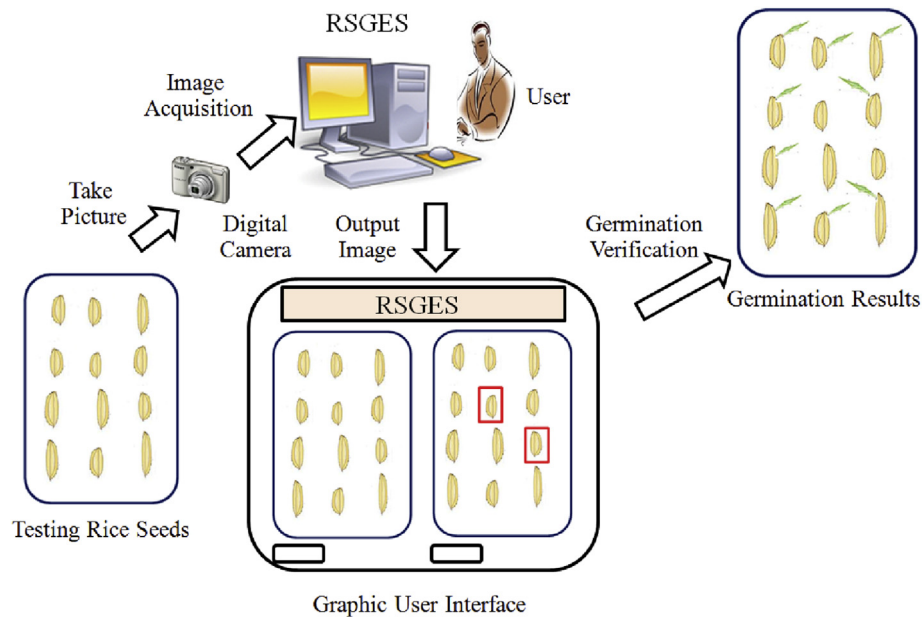 RSGES
Image
Acquisition
User
Take
Picture
Digital
Camera
Output
Image
Germination
Verification
Germination Results
RSGES
Testing Rice Seeds
Graphic User Interface